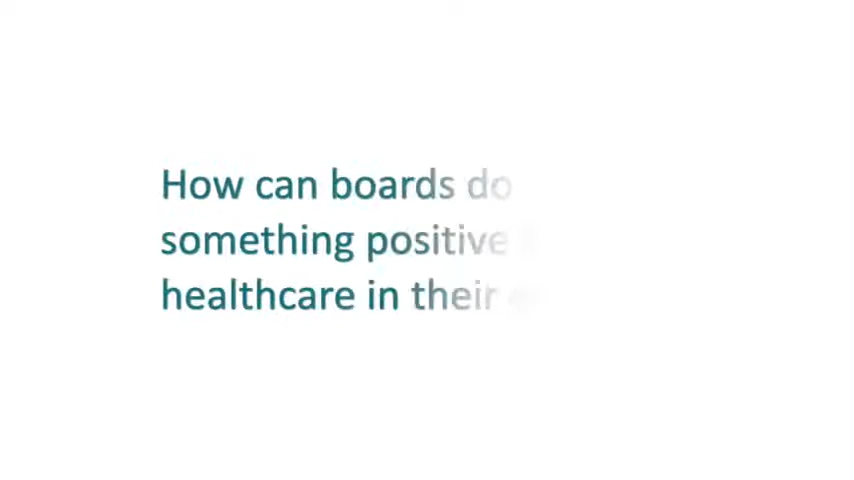 How can boards do
something positive
healthcare in their